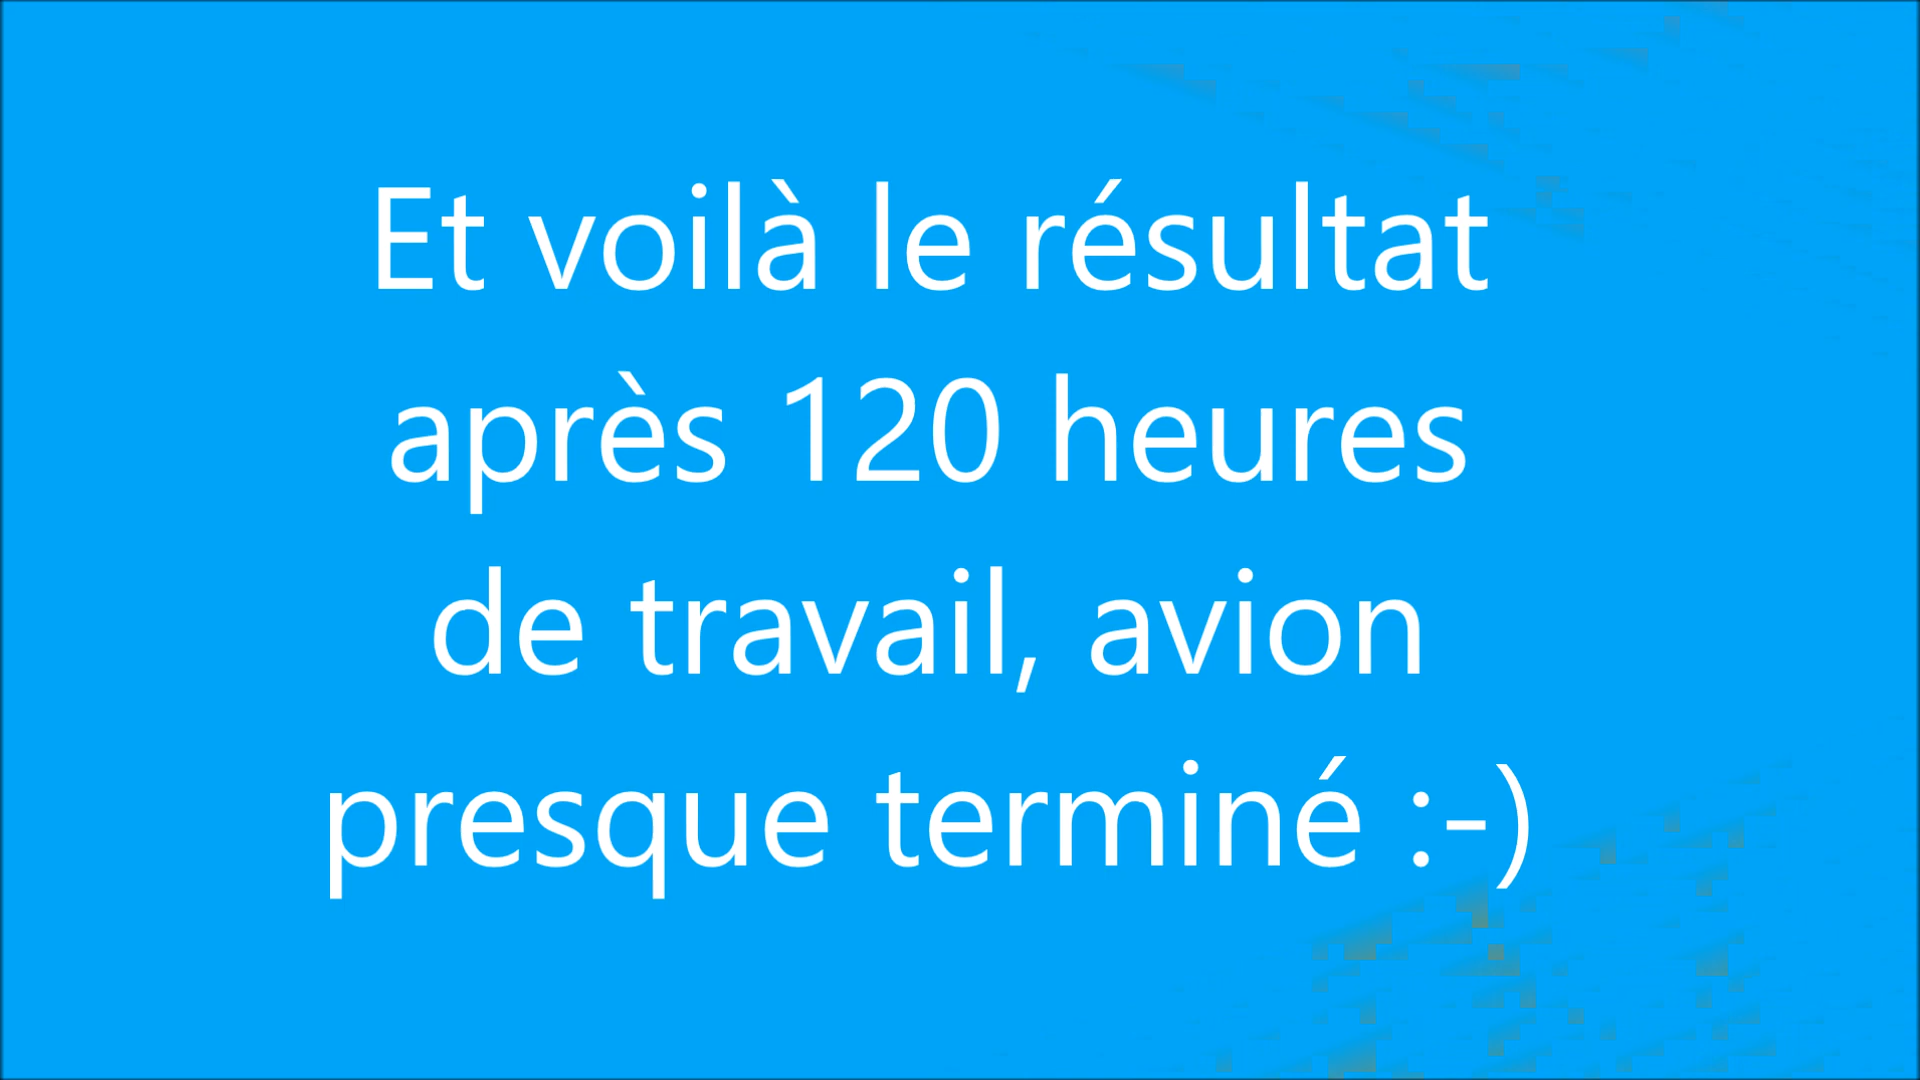 Et voilà le résultat
après 120 heures
de travail, avion
presque terminé :-)